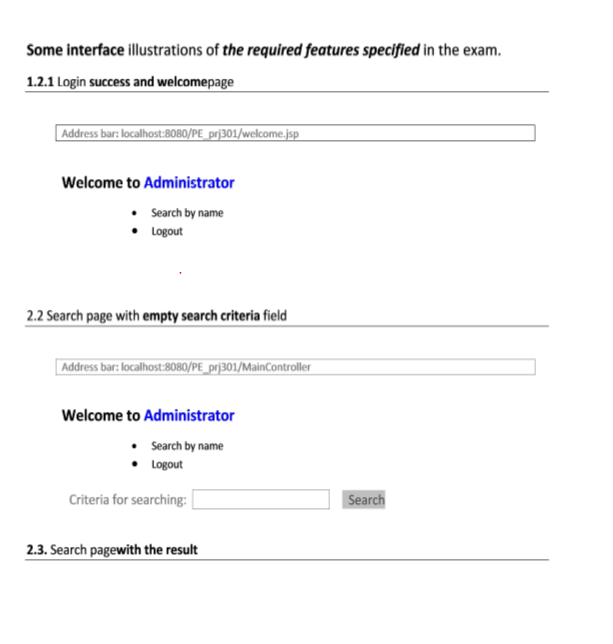 Some interface illustrations of the required features specified in the exam.
1.2.1 Login success and welcomepage
Address bar: localhost:8080/PE_prj301/welcome.jsp
Welcome to Administrator
• Search by name
• Logout
2.2 Search page with empty search criteria field
Address bar: localhost:8080/PE_prj301/MainController
Welcome to Administrator
• Search by name
• Logout
Criteria for searching: Search
2.3. Search pagewith the result